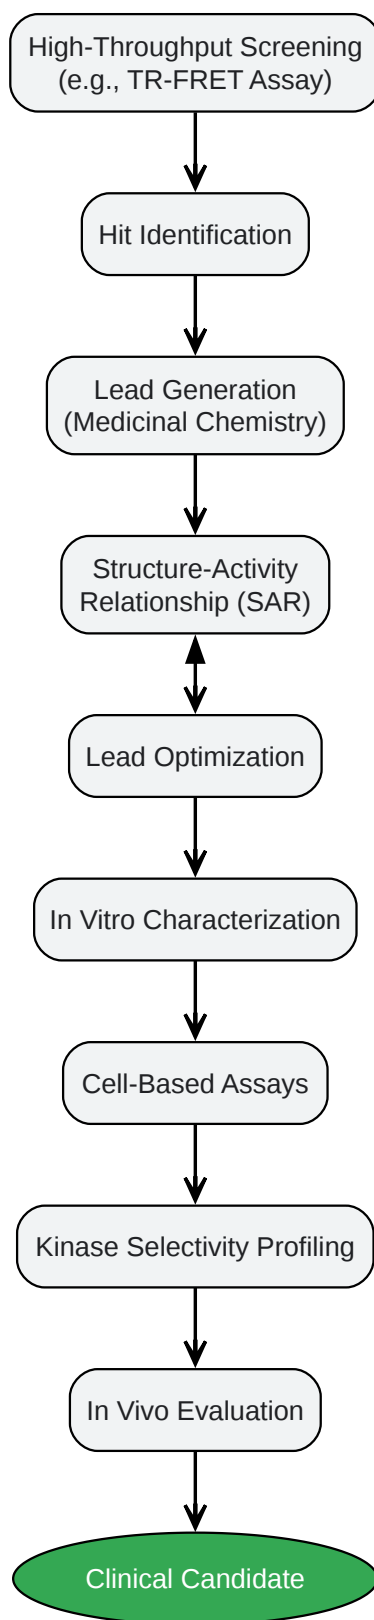 High-Throughput Screening
(e.g., TR-FRET Assay)
Hit Identification
Lead Generation
(Medicinal Chemistry)
Structure-Activity
Relationship (SAR)
Lead Optimization
In Vitro Characterization
Cell-Based Assays
Kinase Selectivity Profiling
In Vivo Evaluation
Clinical Candidate